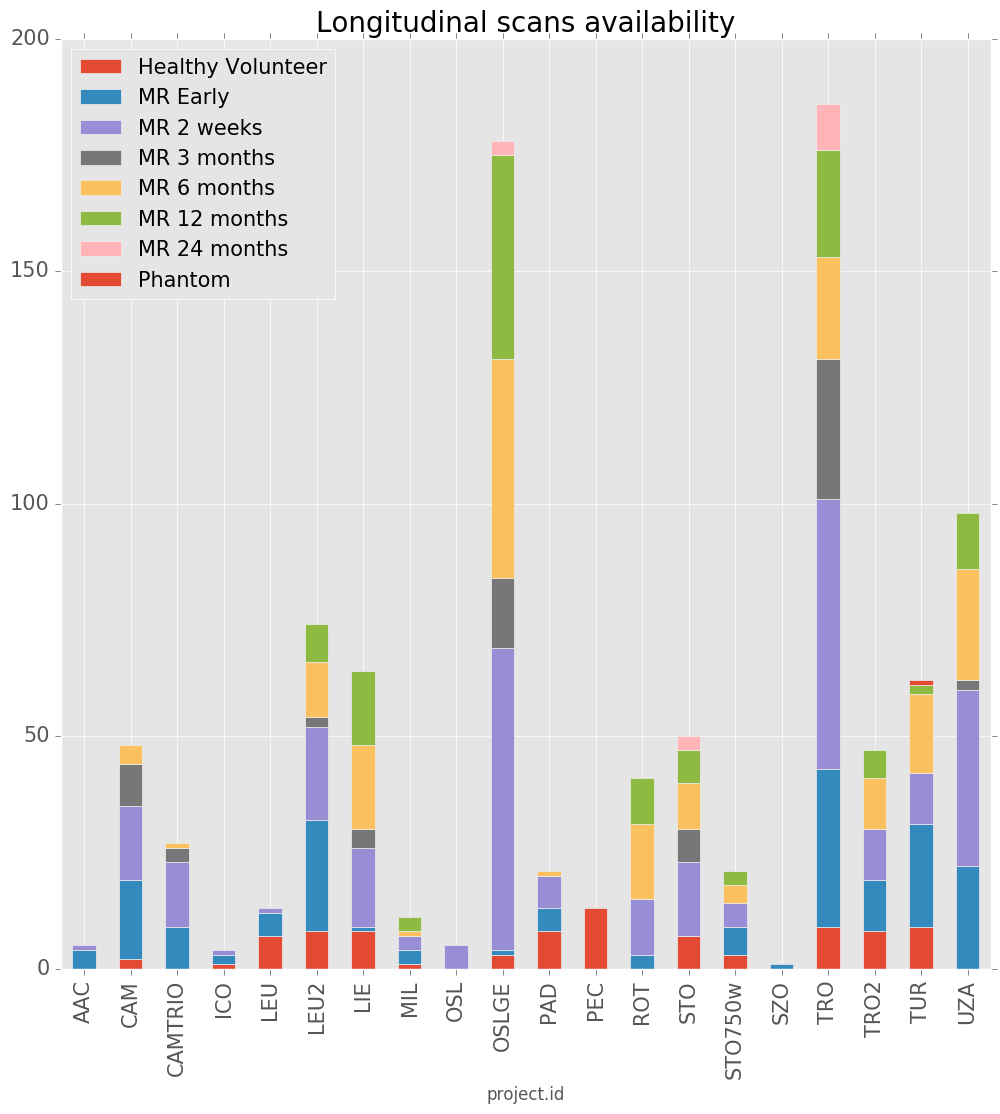 Longitudinal scans availability
200
150
100
50
0
Healthy Volunteer
MR Early
MR 2 weeks
MR 3 months
MR 6 months
MR 12 months
MR 24 months
Phantom
AAC
CAM
CAMTRIO
ICO
LEU
LEU2
LIE
MIL
OSL
OSLGE
PAD
PEC
ROT
STO
STO750w
SZO
TRO
TRO2
TUR
UZA
project.id